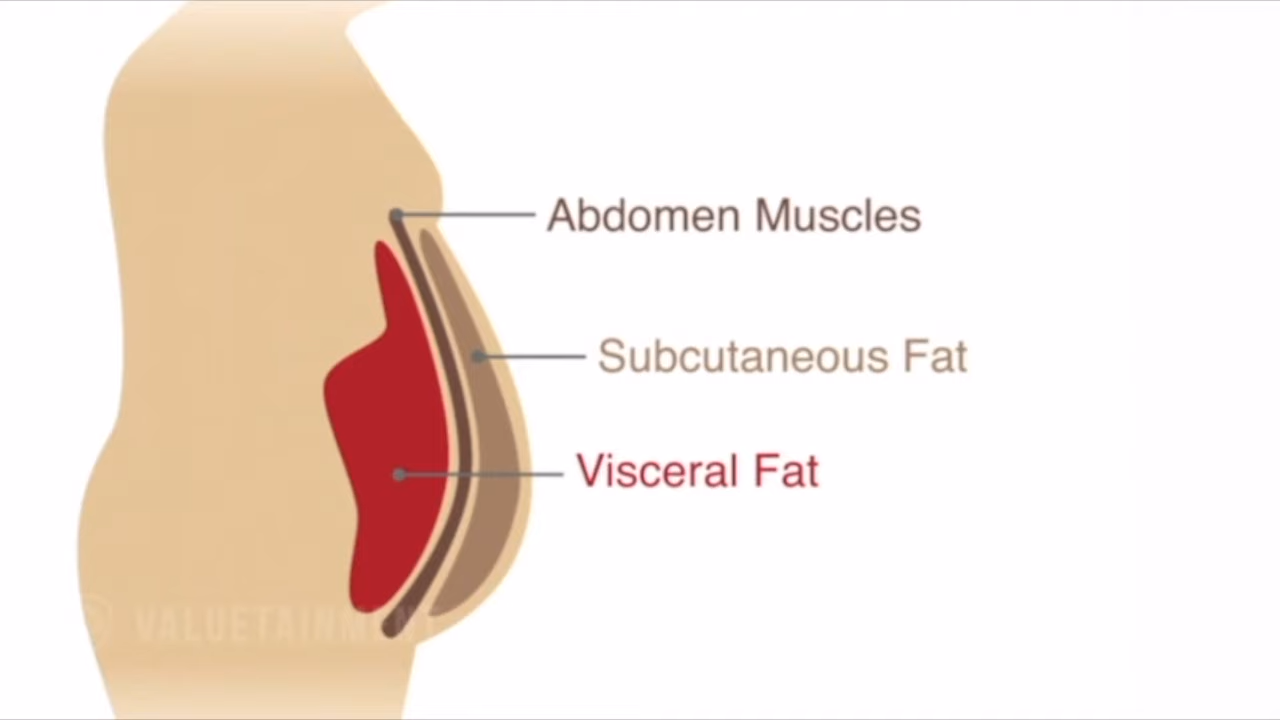 Abdomen Muscles
Subcutaneous Fat
Visceral Fat
VALUETAINMENT